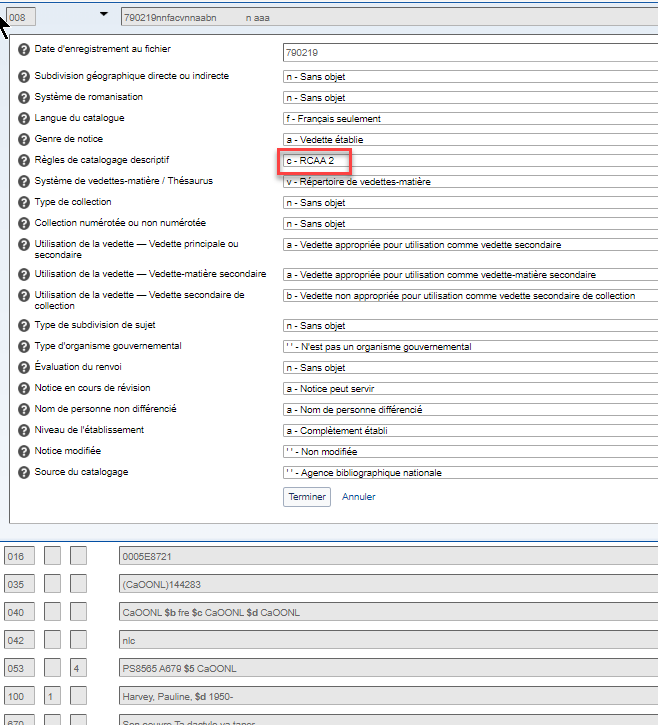 008 790219nnfacvnnaabn n aaa
Date d'enregistrement au fichier 790219
Subdivision géographique directe ou indirecte n - Sans objet
Système de romanisation n - Sans objet
Langue du catalogue f - Français seulement
Genre de notice a - Vedette établie
Règles de catalogage descriptif c - RCAA 2
Système de vedettes-matière / Thésaurus v - Répertoire de vedettes-matière
Type de collection n - Sans objet
Collection numérotée ou non numérotée n - Sans objet
Utilisation de la vedette — Vedette principale ou a - Vedette appropriée pour utilisation comme vedette secondaire
secondaire
Utilisation de la vedette — Vedette-matière secondaire a - Vedette appropriée pour utilisation comme vedette-matière secondaire
Utilisation de la vedette — Vedette secondaire de b - Vedette non appropriée pour utilisation comme vedette secondaire de collection
collection
Type de subdivision de sujet n - Sans objet
Type d'organisme gouvernemental ' ' - N'est pas un organisme gouvernemental
Évaluation du renvoi n - Sans objet
Notice en cours de révision a - Notice peut servir
Nom de personne non différencié a - Nom de personne différencié
Niveau de l'établissement a - Complètement établi
Notice modifiée ' ' - Non modifiée
Source du catalogage ' ' - Agence bibliographique nationale
Terminer Annuler
016 0005E8721
035 (CaOONL)144283
040 CaOONL $b fre $c CaOONL $d CaOONL
042 nlc
053 4 PS8565 A679 $5 CaOONL
100 1 Harvey, Pauline, $d 1950-
670 Son oeuvre Ta dactylo va taper